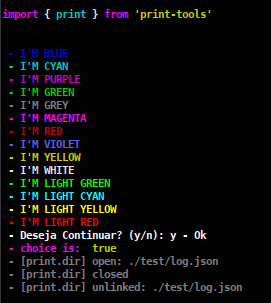 import { print } from 'print-tools'
- I'M BLUE
- I'M CYAN
- I'M PURPLE
- I'M GREEN
- I'M GREY
- I'M MAGENTA
- I'M RED
- I'M VIOLET
- I'M YELLOW
- I'M WHITE
- I'M LIGHT GREEN
- I'M LIGHT CYAN
- I'M LIGHT YELLOW
- I'M LIGHT RED
- Deseja Continuar? (y/n): y - Ok
- choice is: true
- [print.dir] open: ./test/log.json
- [print.dir] closed
- [print.dir] unlinked: ./test/log.json